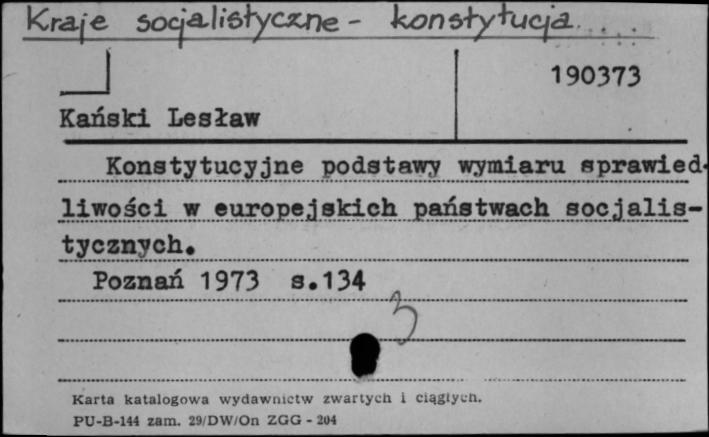 Kraje socjalistyczne - konstytucja
190373
Kański Lesław
Konstytucyjne podstawy wymiaru sprawied-
liwości w europejskich państwach socjalis-
tycznych.
Poznań 1973 s.134
3
Karta katalogowa wydawnictw zwartych i ciągłych.
PU-B-144 zam. 29/DW/On ZGG - 204